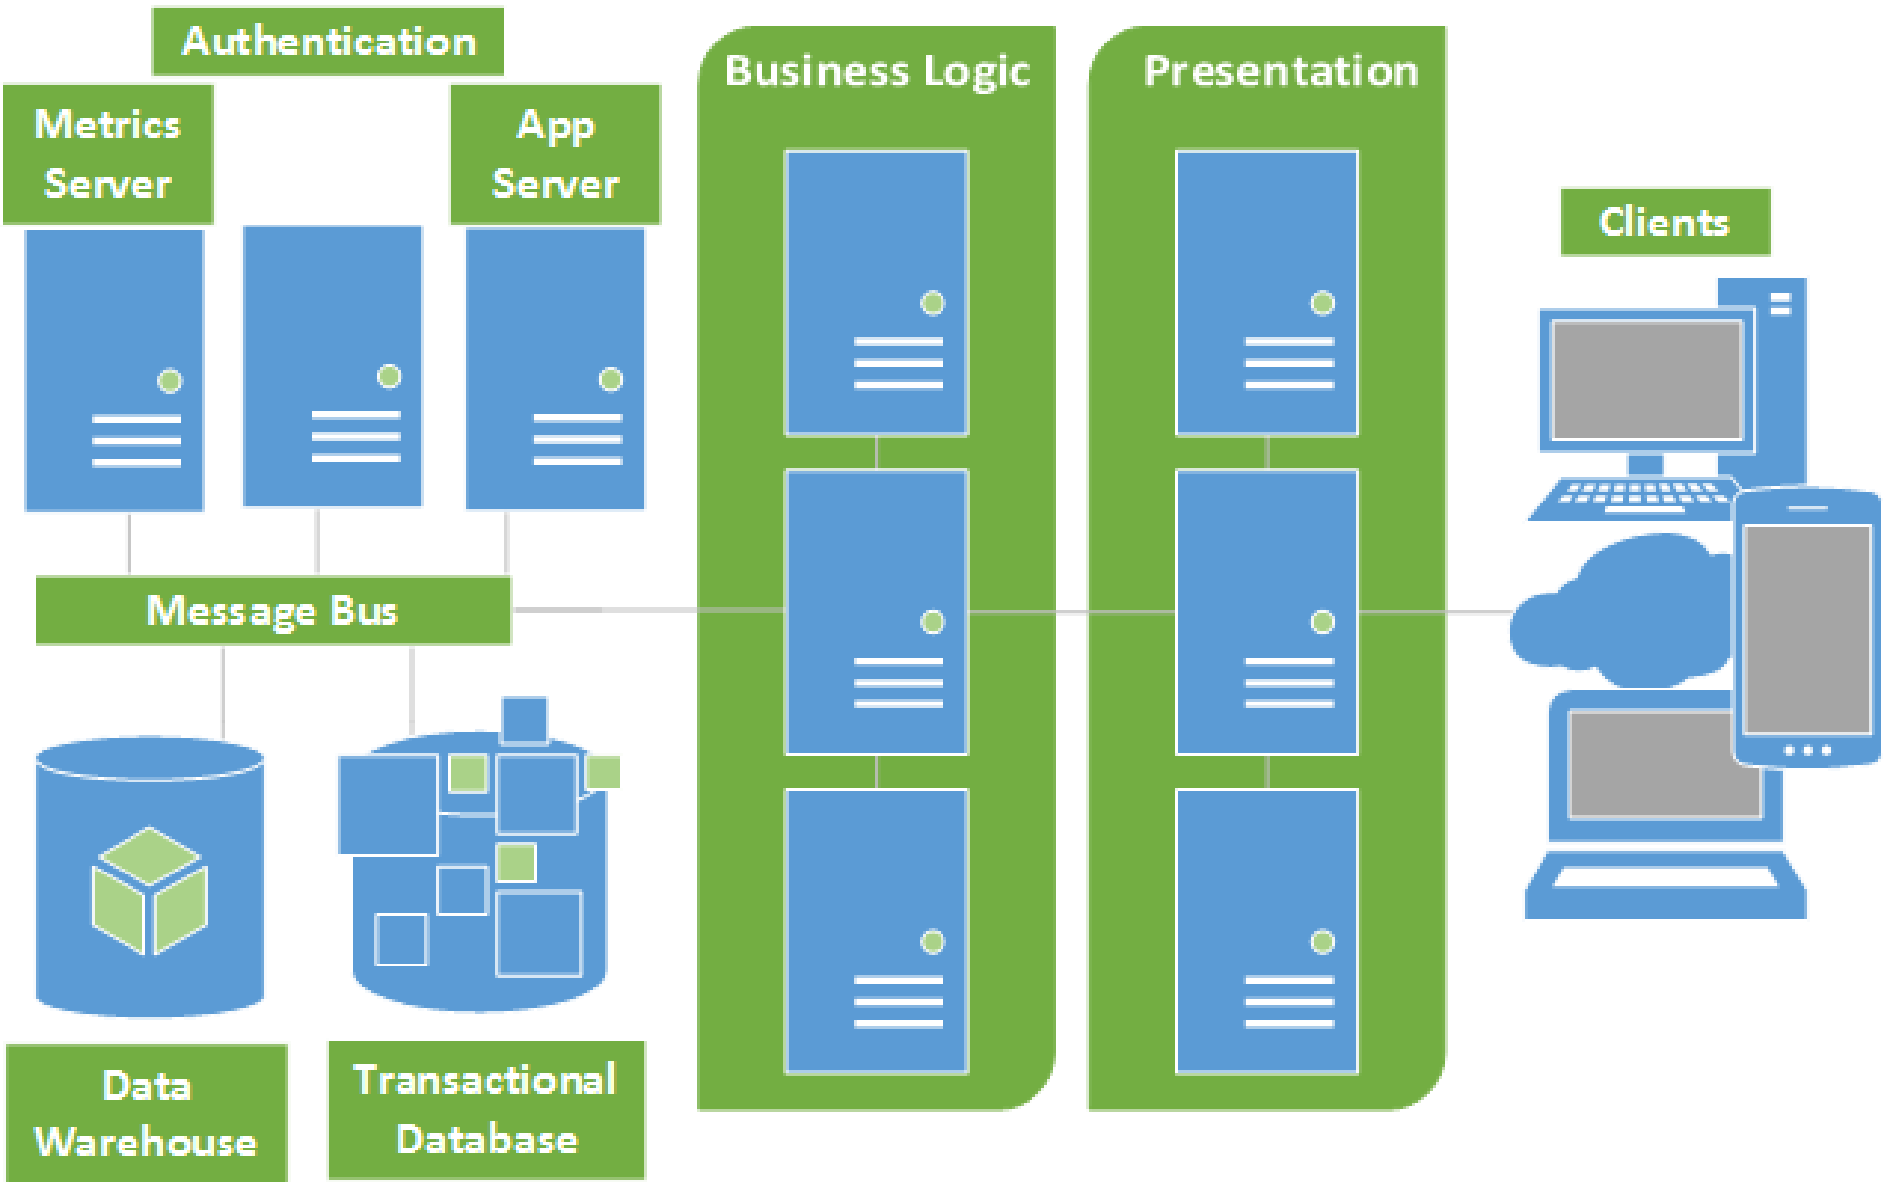 Authentication
Metrics
Server
App
Server
Business Logic
Presentation
Clients
Message Bus
Data
Warehouse
Transactional
Database